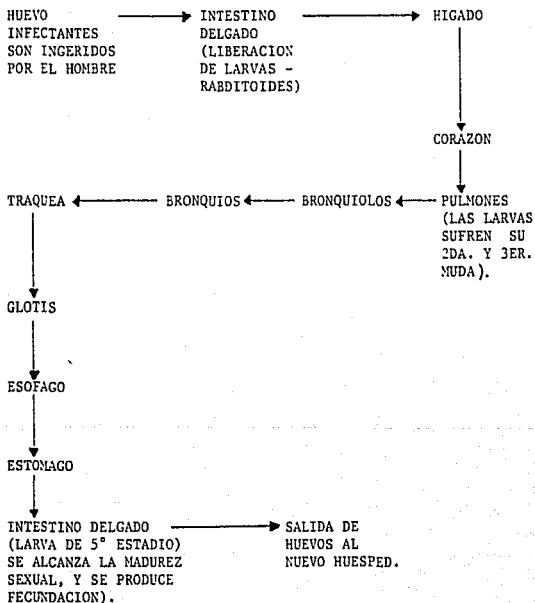 HUEVO
INFECTANTES
SON INGERIDOS
POR EL HOMBRE
INTESTINO
DELGADO
(LIBERACION
DE LARVAS -
RABDITOIDES)
HIGADO
CORAZON
PULMONES
(LAS LARVAS
SUFREN SU
2DA. Y 3ER.
MUDA).
BRONQUIOLOS
BRONQUIOS
TRAQUEA
GLOTIS
ESOFAGO
ESTOMAGO
INTESTINO DELGADO
(LARVA DE 5° ESTADIO)
SE ALCANZA LA MADUREZ
SEXUAL, Y SE PRODUCE
FECUNDACION).
SALIDA DE
HUEVOS AL
NUEVO HUESPED.